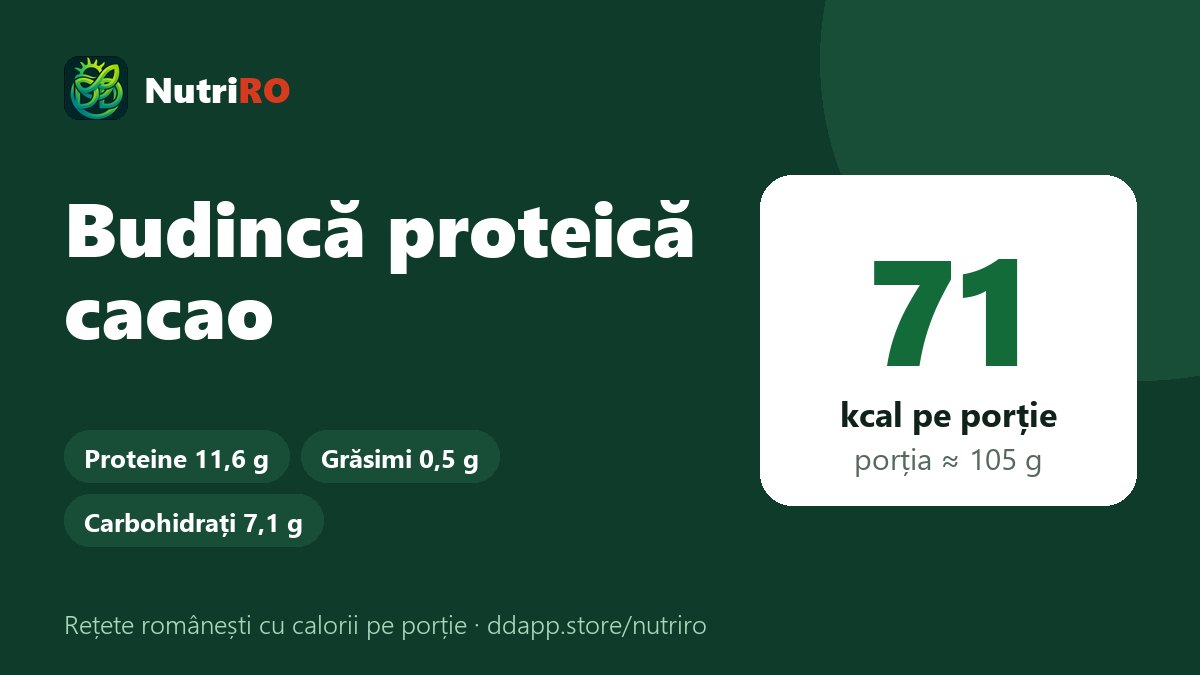 NutriRO
Budincă proteică
cacao
71
kcal pe porție
porția ≈ 105 g
Proteine 11,6 g
Grăsimi 0,5 g
Carbohidrați 7,1 g
Rețete românești cu calorii pe porție · ddapp.store/nutriro